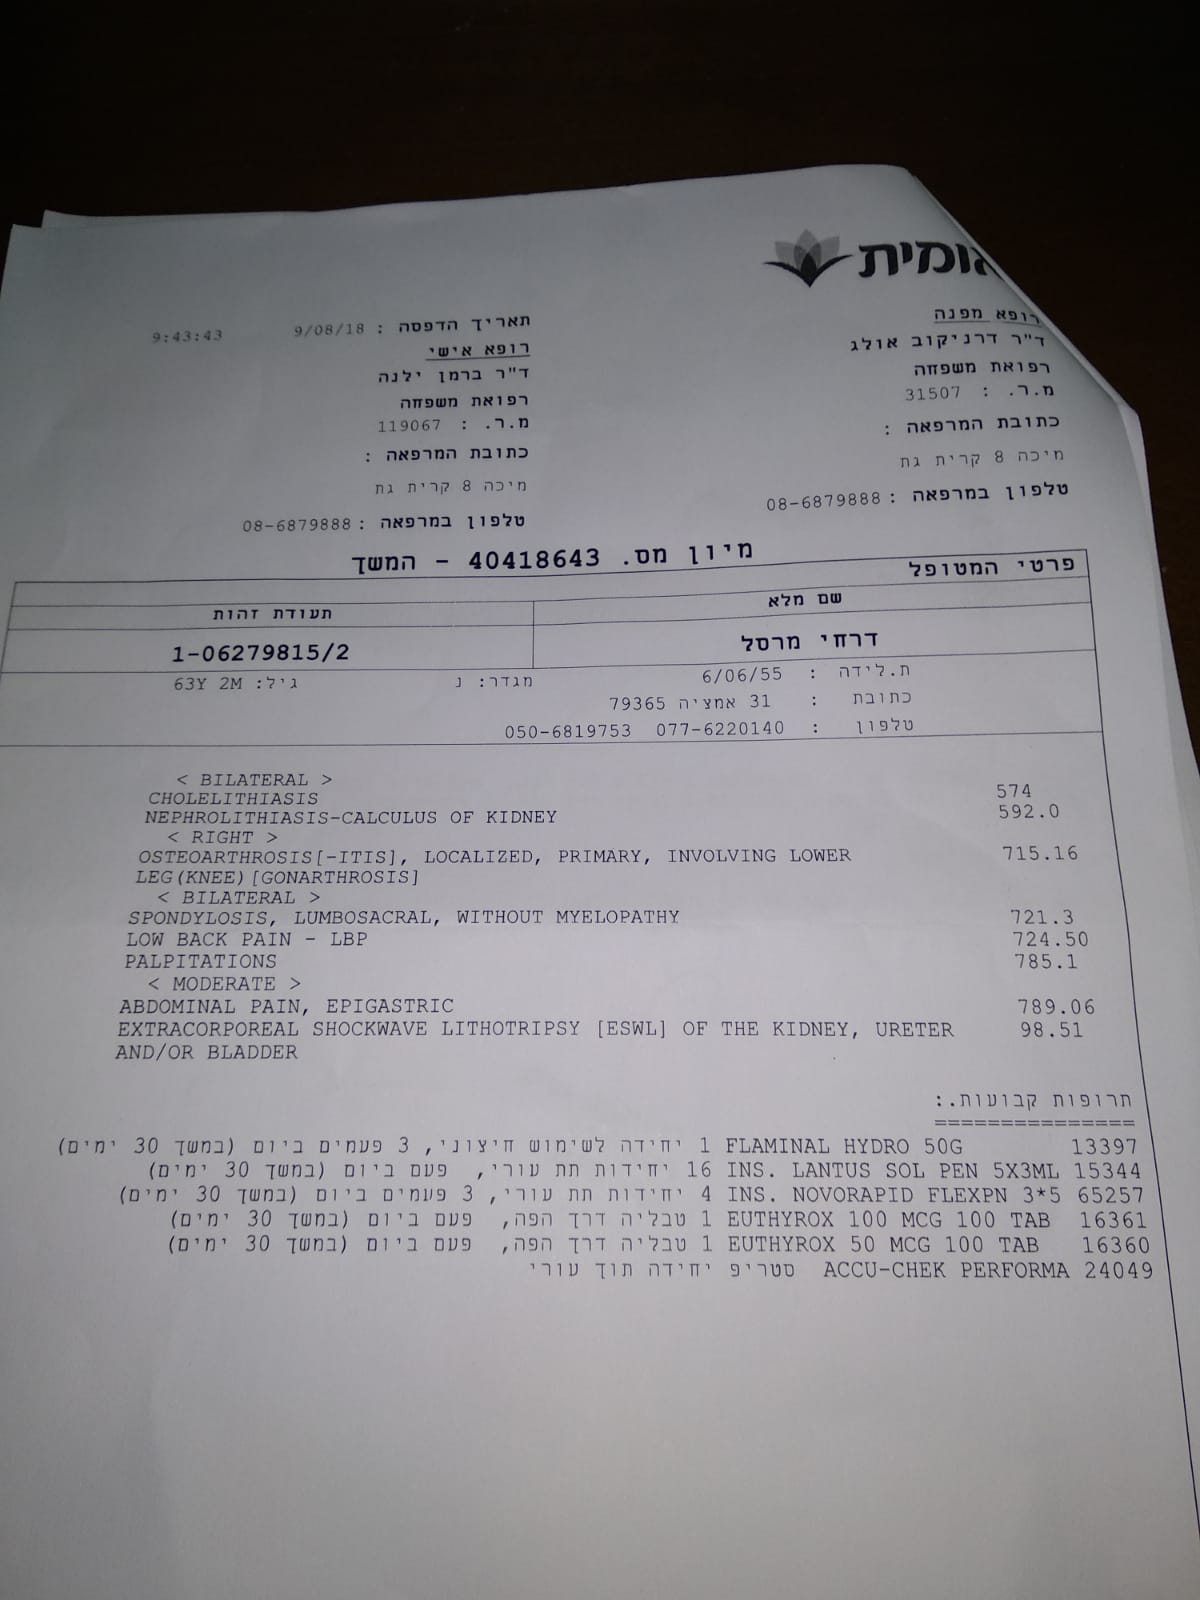 אומית
רופא מפנה
ד"ר דרניקוב אולג
רפואת משפחה
מ.ר. : 31507
כתובת המרפאה :
מיכה 8 קרית גת
טלפון במרפאה : 08-6879888
תאריך הדפסה : 9/08/18 9:43:43
רופא אישי
ד"ר ברמן ילנה
רפואת משפחה
מ.ר. : 119067
כתובת המרפאה :
מיכה 8 קרית גת
טלפון במרפאה : 08-6879888
מיון מס. 40418643 - המשך
פרטי המטופל
שם מלא תעודת זהות
דרחי מרסל 1-06279815/2
ת.לידה : 6/06/55 מגדר: נ גיל: 63Y 2M
כתובת : 31 אמציה 79365
טלפון : 077-6220140 050-6819753
< BILATERAL >
CHOLELITHIASIS 574
NEPHROLITHIASIS-CALCULUS OF KIDNEY 592.0
< RIGHT >
OSTEOARTHROSIS[-ITIS], LOCALIZED, PRIMARY, INVOLVING LOWER 715.16
LEG(KNEE)[GONARTHROSIS]
< BILATERAL >
SPONDYLOSIS, LUMBOSACRAL, WITHOUT MYELOPATHY 721.3
LOW BACK PAIN - LBP 724.50
PALPITATIONS 785.1
< MODERATE >
ABDOMINAL PAIN, EPIGASTRIC 789.06
EXTRACORPOREAL SHOCKWAVE LITHOTRIPSY [ESWL] OF THE KIDNEY, URETER 98.51
AND/OR BLADDER
תרופות קבועות.:
===============
13397 FLAMINAL HYDRO 50G 1 יחידה לשימוש חיצוני, 3 פעמים ביום (במשך 30 ימים)
15344 INS. LANTUS SOL PEN 5X3ML 16 יחידות תת עורי, פעם ביום (במשך 30 ימים)
65257 INS. NOVORAPID FLEXPN 3*5 4 יחידות תת עורי, 3 פעמים ביום (במשך 30 ימים)
16361 EUTHYROX 100 MCG 100 TAB 1 טבליה דרך הפה, פעם ביום (במשך 30 ימים)
16360 EUTHYROX 50 MCG 100 TAB 1 טבליה דרך הפה, פעם ביום (במשך 30 ימים)
24049 ACCU-CHEK PERFORMA סטריפ יחידה תוך עורי